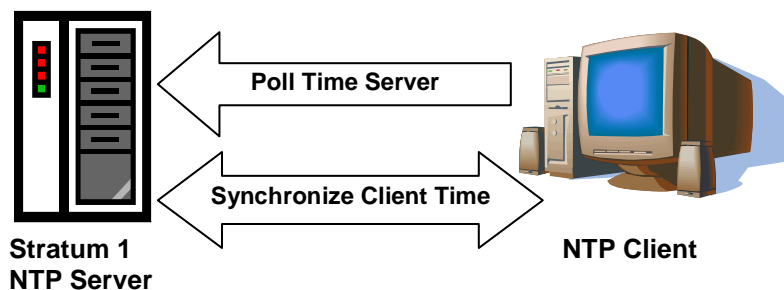 Poll Time Server
Synchronize Client Time
Stratum 1
NTP Server
NTP Client